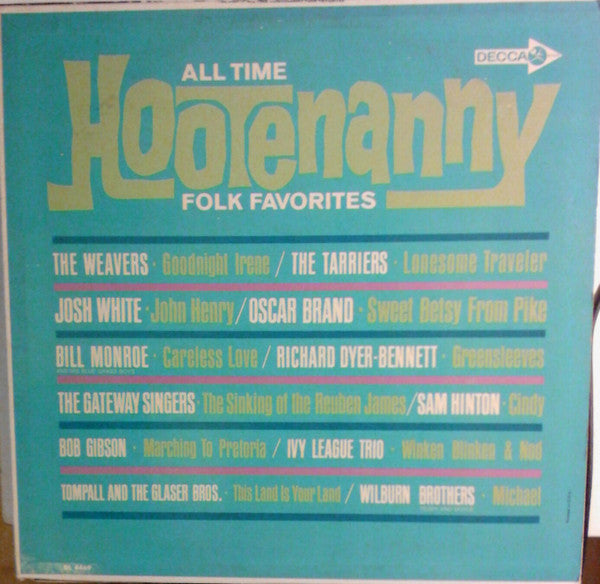 DECCA
ALL TIME
Hootenanny
FOLK FAVORITES
THE WEAVERS · Goodnight Irene / THE TARRIERS · Lonesome Traveler
JOSH WHITE · John Henry / OSCAR BRAND · Sweet Betsy From Pike
BILL MONROE · Careless Love / RICHARD DYER-BENNETT · Greensleeves
AND HIS BLUE GRASS BOYS
THE GATEWAY SINGERS · The Sinking of the Reuben James / SAM HINTON · Cindy
BOB GIBSON · Marching To Pretoria / IVY LEAGUE TRIO · Winken Blinken & Nod
TOMPALL AND THE GLASER BROS. · This Land Is Your Land / WILBURN BROTHERS · Michael
DL 4469